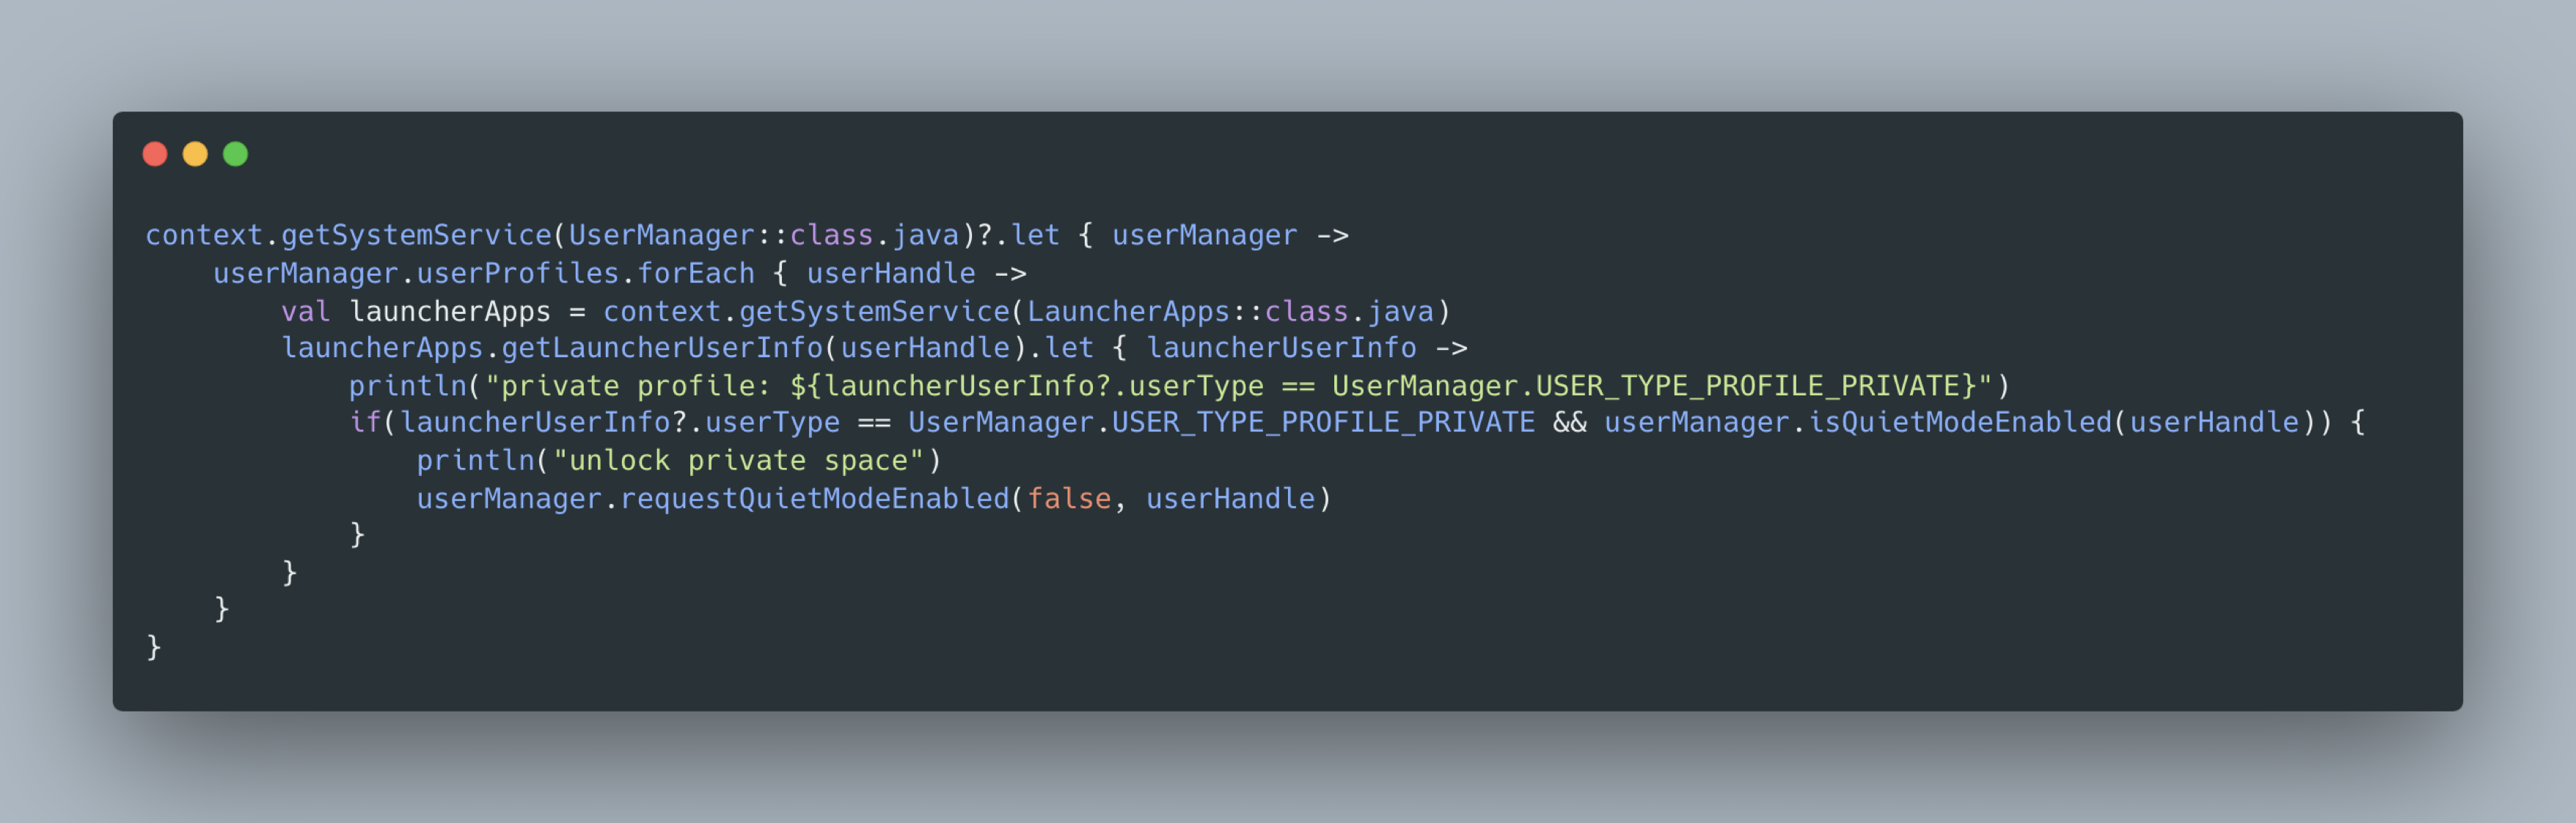 context.getSystemService(UserManager::class.java)?.let { userManager ->
    userManager.userProfiles.forEach { userHandle ->
        val launcherApps = context.getSystemService(LauncherApps::class.java)
        launcherApps.getLauncherUserInfo(userHandle).let { launcherUserInfo ->
            println("private profile: ${launcherUserInfo?.userType == UserManager.USER_TYPE_PROFILE_PRIVATE}")
            if(launcherUserInfo?.userType == UserManager.USER_TYPE_PROFILE_PRIVATE && userManager.isQuietModeEnabled(userHandle)) {
                println("unlock private space")
                userManager.requestQuietModeEnabled(false, userHandle)
            }
        }
    }
}